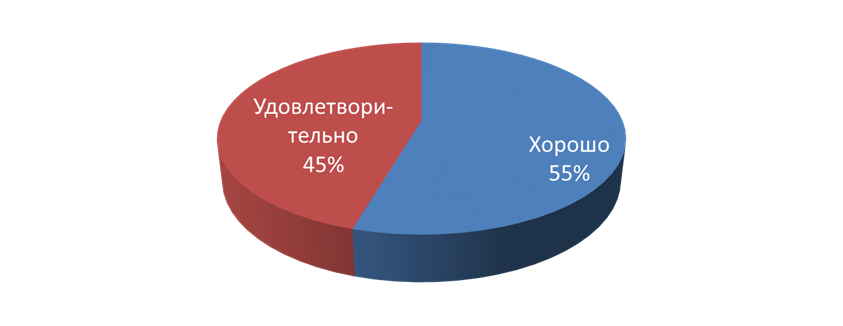 Удовлетвори-
тельно
45%
Хорошо
55%